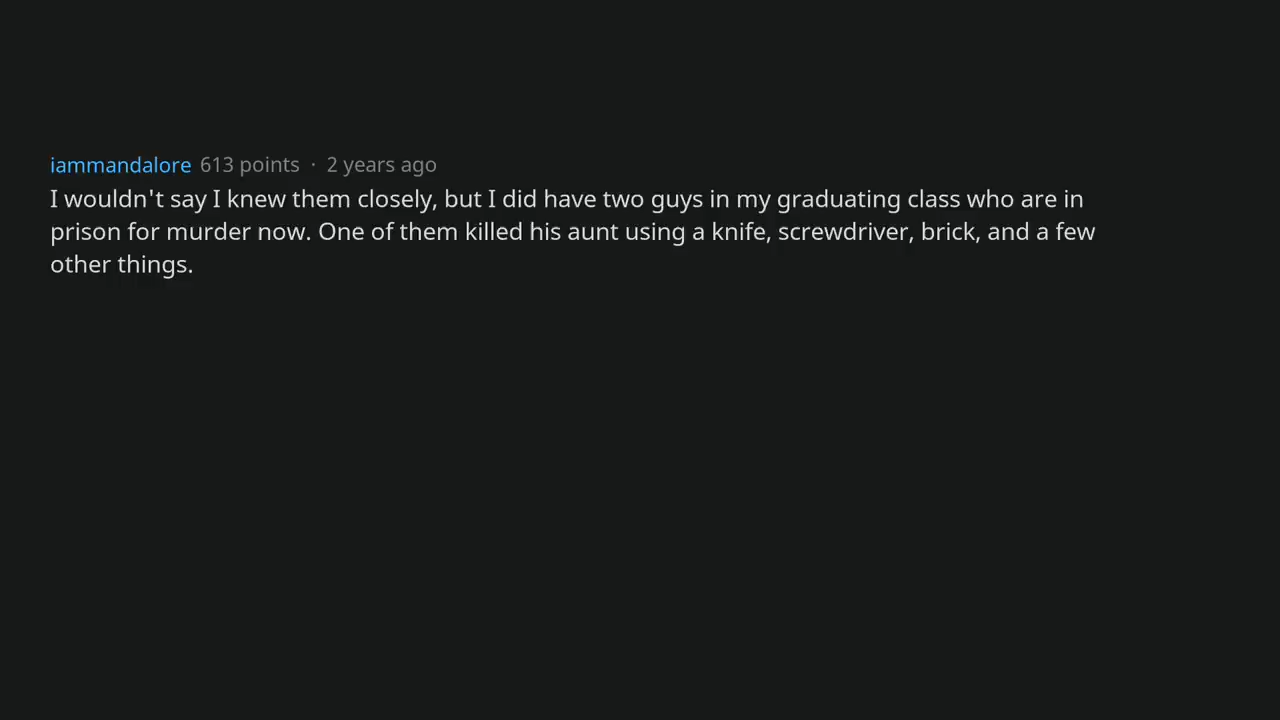 iammandalore 613 points · 2 years ago
I wouldn't say I knew them closely, but I did have two guys in my graduating class who are in
prison for murder now. One of them killed his aunt using a knife, screwdriver, brick, and a few
other things.